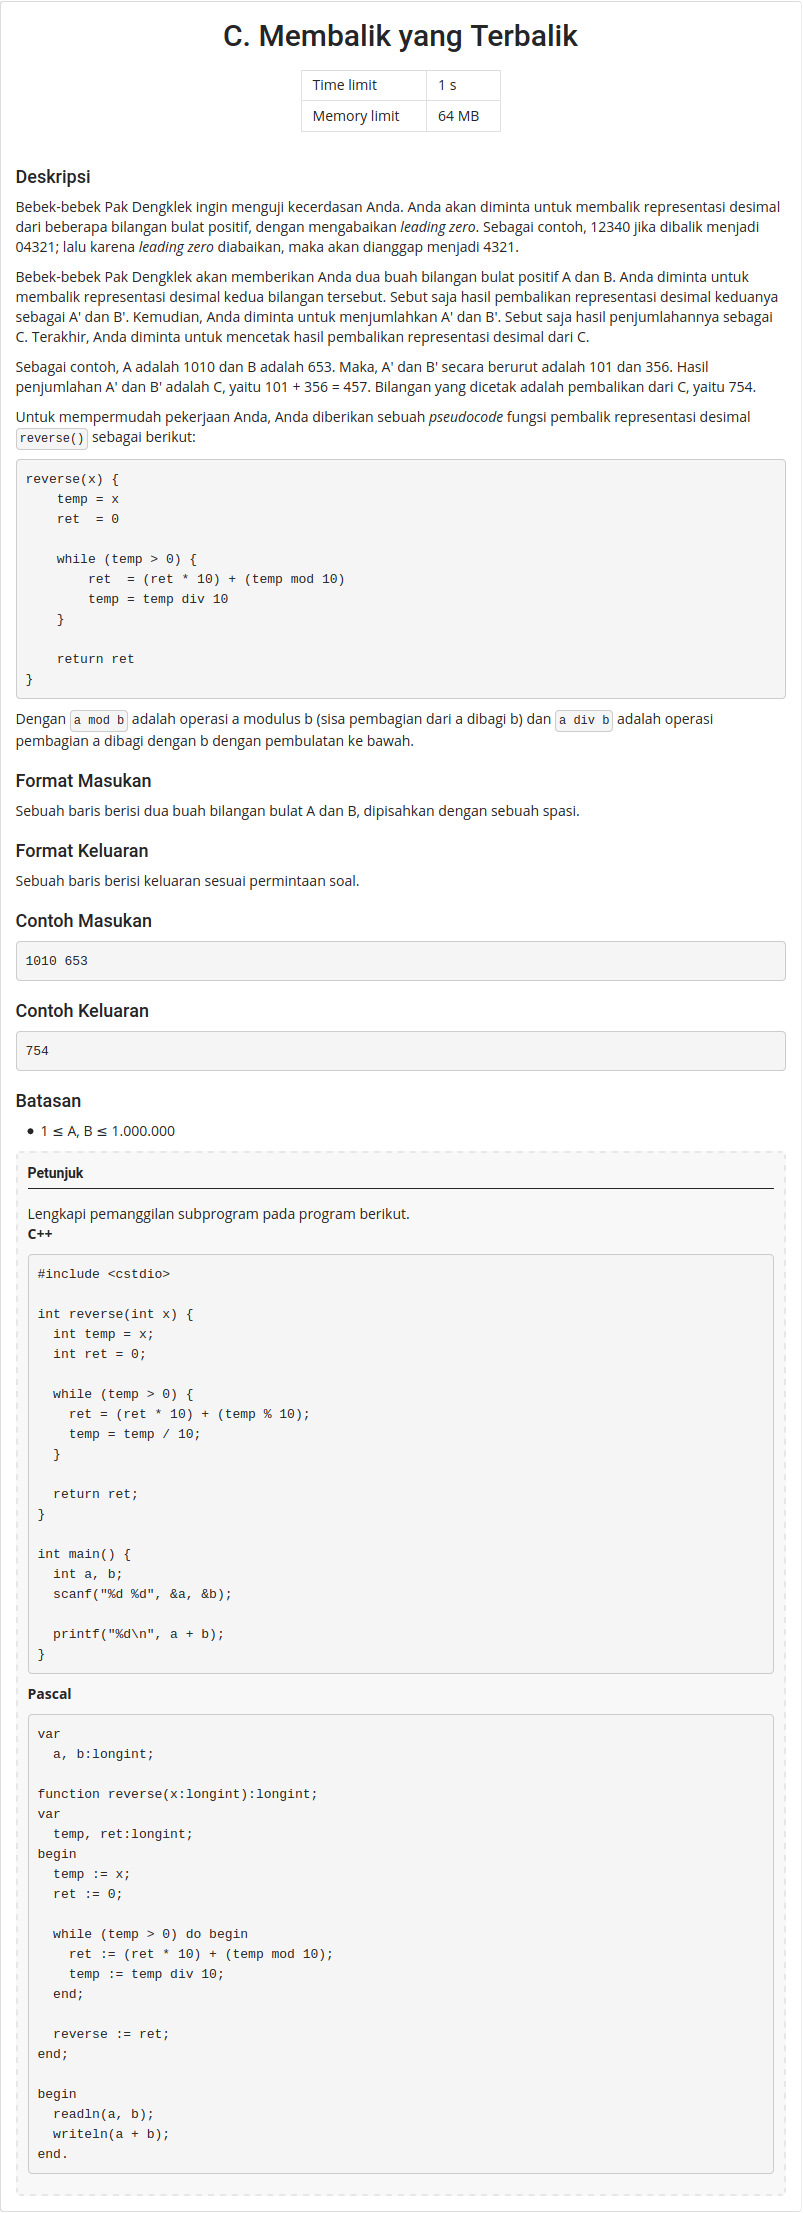 C. Membalik yang Terbalik
Time limit 1 s
Memory limit 64 MB
Deskripsi
Bebek-bebek Pak Dengklek ingin menguji kecerdasan Anda. Anda akan diminta untuk membalik representasi desimal
dari beberapa bilangan bulat positif, dengan mengabaikan leading zero. Sebagai contoh, 12340 jika dibalik menjadi
04321; lalu karena leading zero diabaikan, maka akan dianggap menjadi 4321.
Bebek-bebek Pak Dengklek akan memberikan Anda dua buah bilangan bulat positif A dan B. Anda diminta untuk
membalik representasi desimal kedua bilangan tersebut. Sebut saja hasil pembalikan representasi desimal keduanya
sebagai A' dan B'. Kemudian, Anda diminta untuk menjumlahkan A' dan B'. Sebut saja hasil penjumlahannya sebagai
C. Terakhir, Anda diminta untuk mencetak hasil pembalikan representasi desimal dari C.
Sebagai contoh, A adalah 1010 dan B adalah 653. Maka, A' dan B' secara berurut adalah 101 dan 356. Hasil
penjumlahan A' dan B' adalah C, yaitu 101 + 356 = 457. Bilangan yang dicetak adalah pembalikan dari C, yaitu 754.
Untuk mempermudah pekerjaan Anda, Anda diberikan sebuah pseudocode fungsi pembalik representasi desimal
reverse() sebagai berikut:
reverse(x) {
    temp = x
    ret  = 0
    while (temp > 0) {
        ret  = (ret * 10) + (temp mod 10)
        temp = temp div 10
    }
    return ret
}
Dengan a mod b adalah operasi a modulus b (sisa pembagian dari a dibagi b) dan a div b adalah operasi
pembagian a dibagi dengan b dengan pembulatan ke bawah.
Format Masukan
Sebuah baris berisi dua buah bilangan bulat A dan B, dipisahkan dengan sebuah spasi.
Format Keluaran
Sebuah baris berisi keluaran sesuai permintaan soal.
Contoh Masukan
1010 653
Contoh Keluaran
754
Batasan
• 1 ≤ A, B ≤ 1.000.000
Petunjuk
Lengkapi pemanggilan subprogram pada program berikut.
C++
#include <cstdio>
int reverse(int x) {
  int temp = x;
  int ret = 0;
  while (temp > 0) {
    ret = (ret * 10) + (temp % 10);
    temp = temp / 10;
  }
  return ret;
}
int main() {
  int a, b;
  scanf("%d %d", &a, &b);
  printf("%d\n", a + b);
}
Pascal
var
  a, b:longint;
function reverse(x:longint):longint;
var
  temp, ret:longint;
begin
  temp := x;
  ret := 0;
  while (temp > 0) do begin
    ret := (ret * 10) + (temp mod 10);
    temp := temp div 10;
  end;
  reverse := ret;
end;
begin
  readln(a, b);
  writeln(a + b);
end.